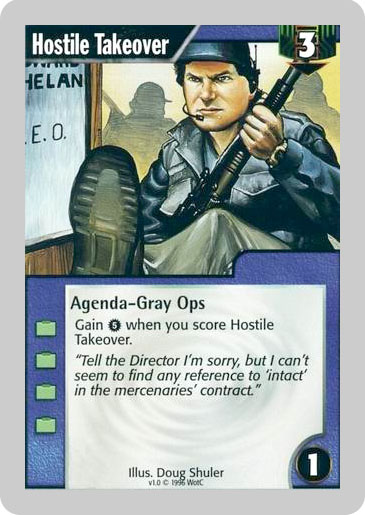 Hostile Takeover
3
WARD
HELAN
.E.O.
Agenda-Gray Ops
Gain 5 when you score Hostile
Takeover.
“Tell the Director I’m sorry, but I can’t
seem to find any reference to ‘intact’
in the mercenaries’ contract.”
Illus. Doug Shuler
v1.0 © 1996 WotC
1